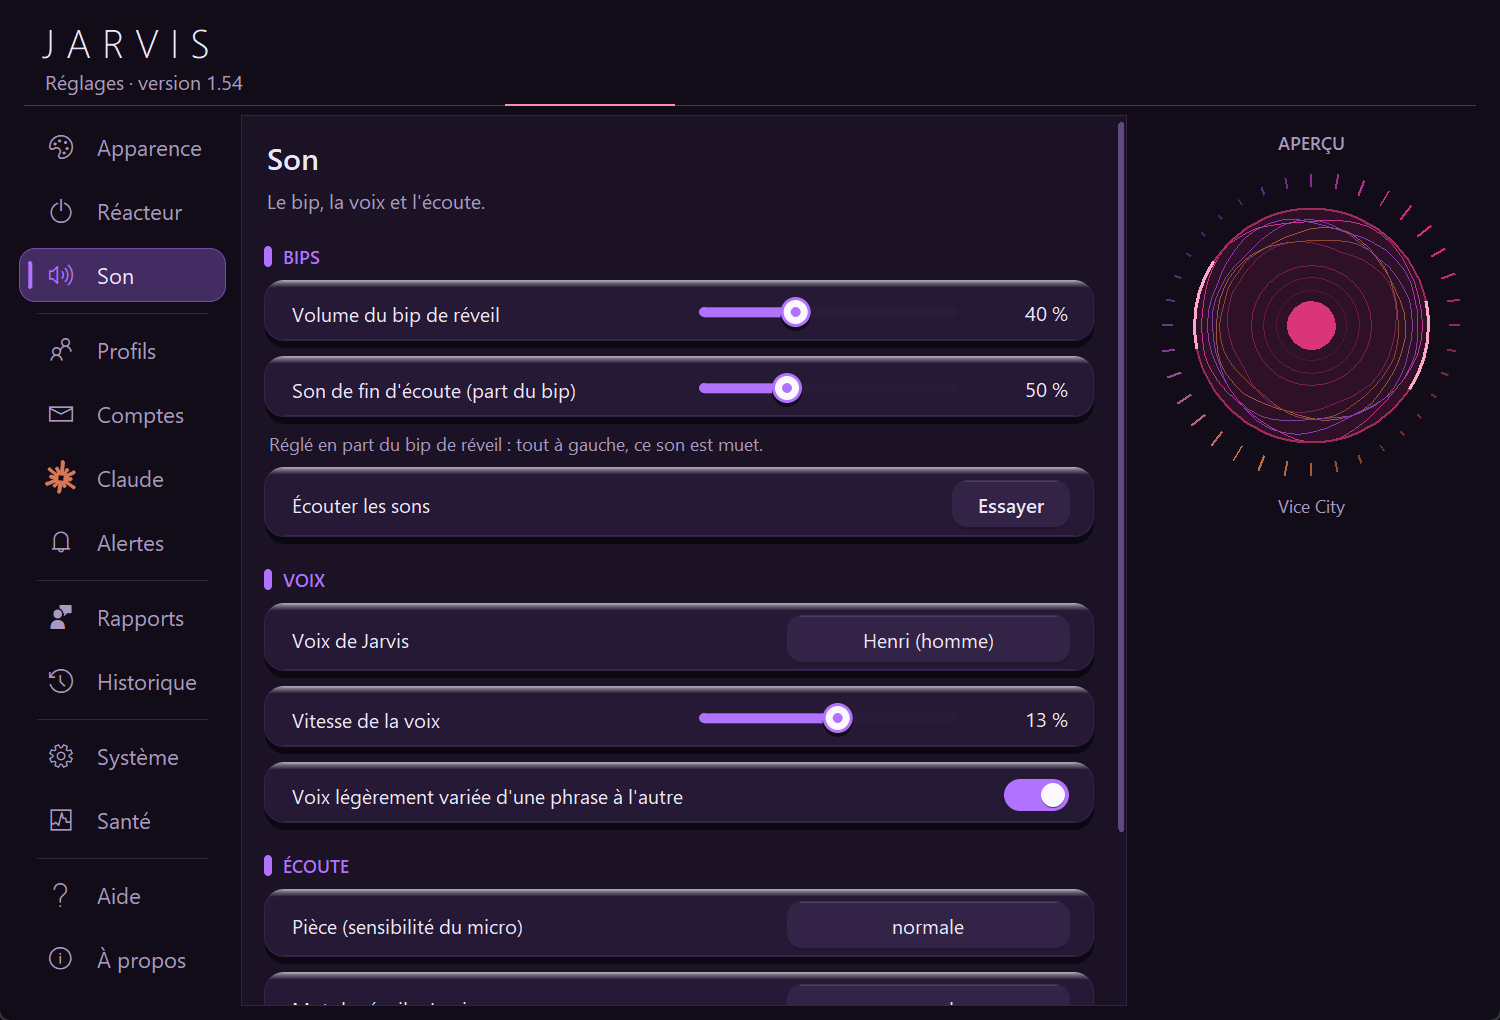 JARVIS
Réglages · version 1.54
Apparence
Réacteur
Son
Profils
Comptes
Claude
Alertes
Rapports
Historique
Système
Santé
Aide
À propos
Son
Le bip, la voix et l'écoute.
BIPS
Volume du bip de réveil 40 %
Son de fin d'écoute (part du bip) 50 %
Réglé en part du bip de réveil : tout à gauche, ce son est muet.
Écouter les sons Essayer
VOIX
Voix de Jarvis Henri (homme)
Vitesse de la voix 13 %
Voix légèrement variée d'une phrase à l'autre
ÉCOUTE
Pièce (sensibilité du micro) normale
APERÇU
Vice City